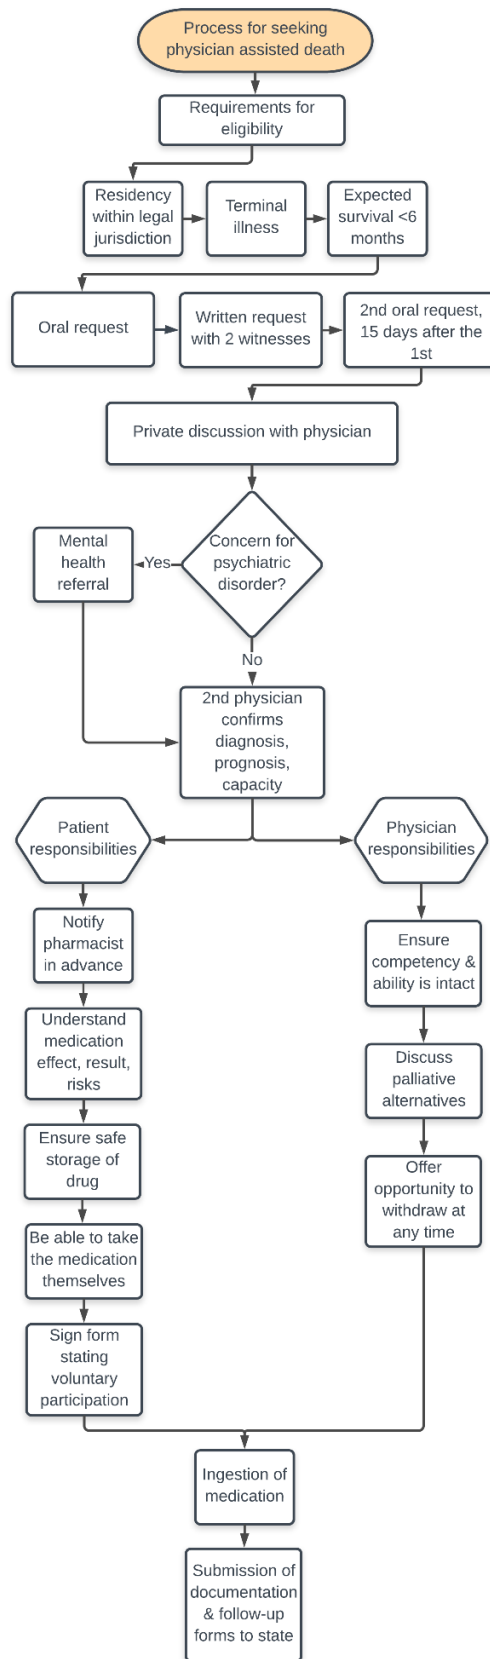 Process for seeking
physician assisted death
Requirements for
eligibility
Residency
within legal
jurisdiction
Terminal
illness
Expected
survival <6
months
Oral request
Written request
with 2 witnesses
2nd oral request,
15 days after the
1st
Private discussion with physician
Concern for
psychiatric
disorder?
Yes
Mental
health
referral
No
2nd physician
confirms
diagnosis,
prognosis,
capacity
Patient
responsibilities
Physician
responsibilities
Notify
pharmacist
in advance
Understand
medication
effect, result,
risks
Ensure safe
storage of
drug
Be able to take
the medication
themselves
Sign form
stating
voluntary
participation
Ensure
competency &
ability is intact
Discuss
palliative
alternatives
Offer
opportunity to
withdraw at
any time
Ingestion of
medication
Submission of
documentation
& follow-up
forms to state